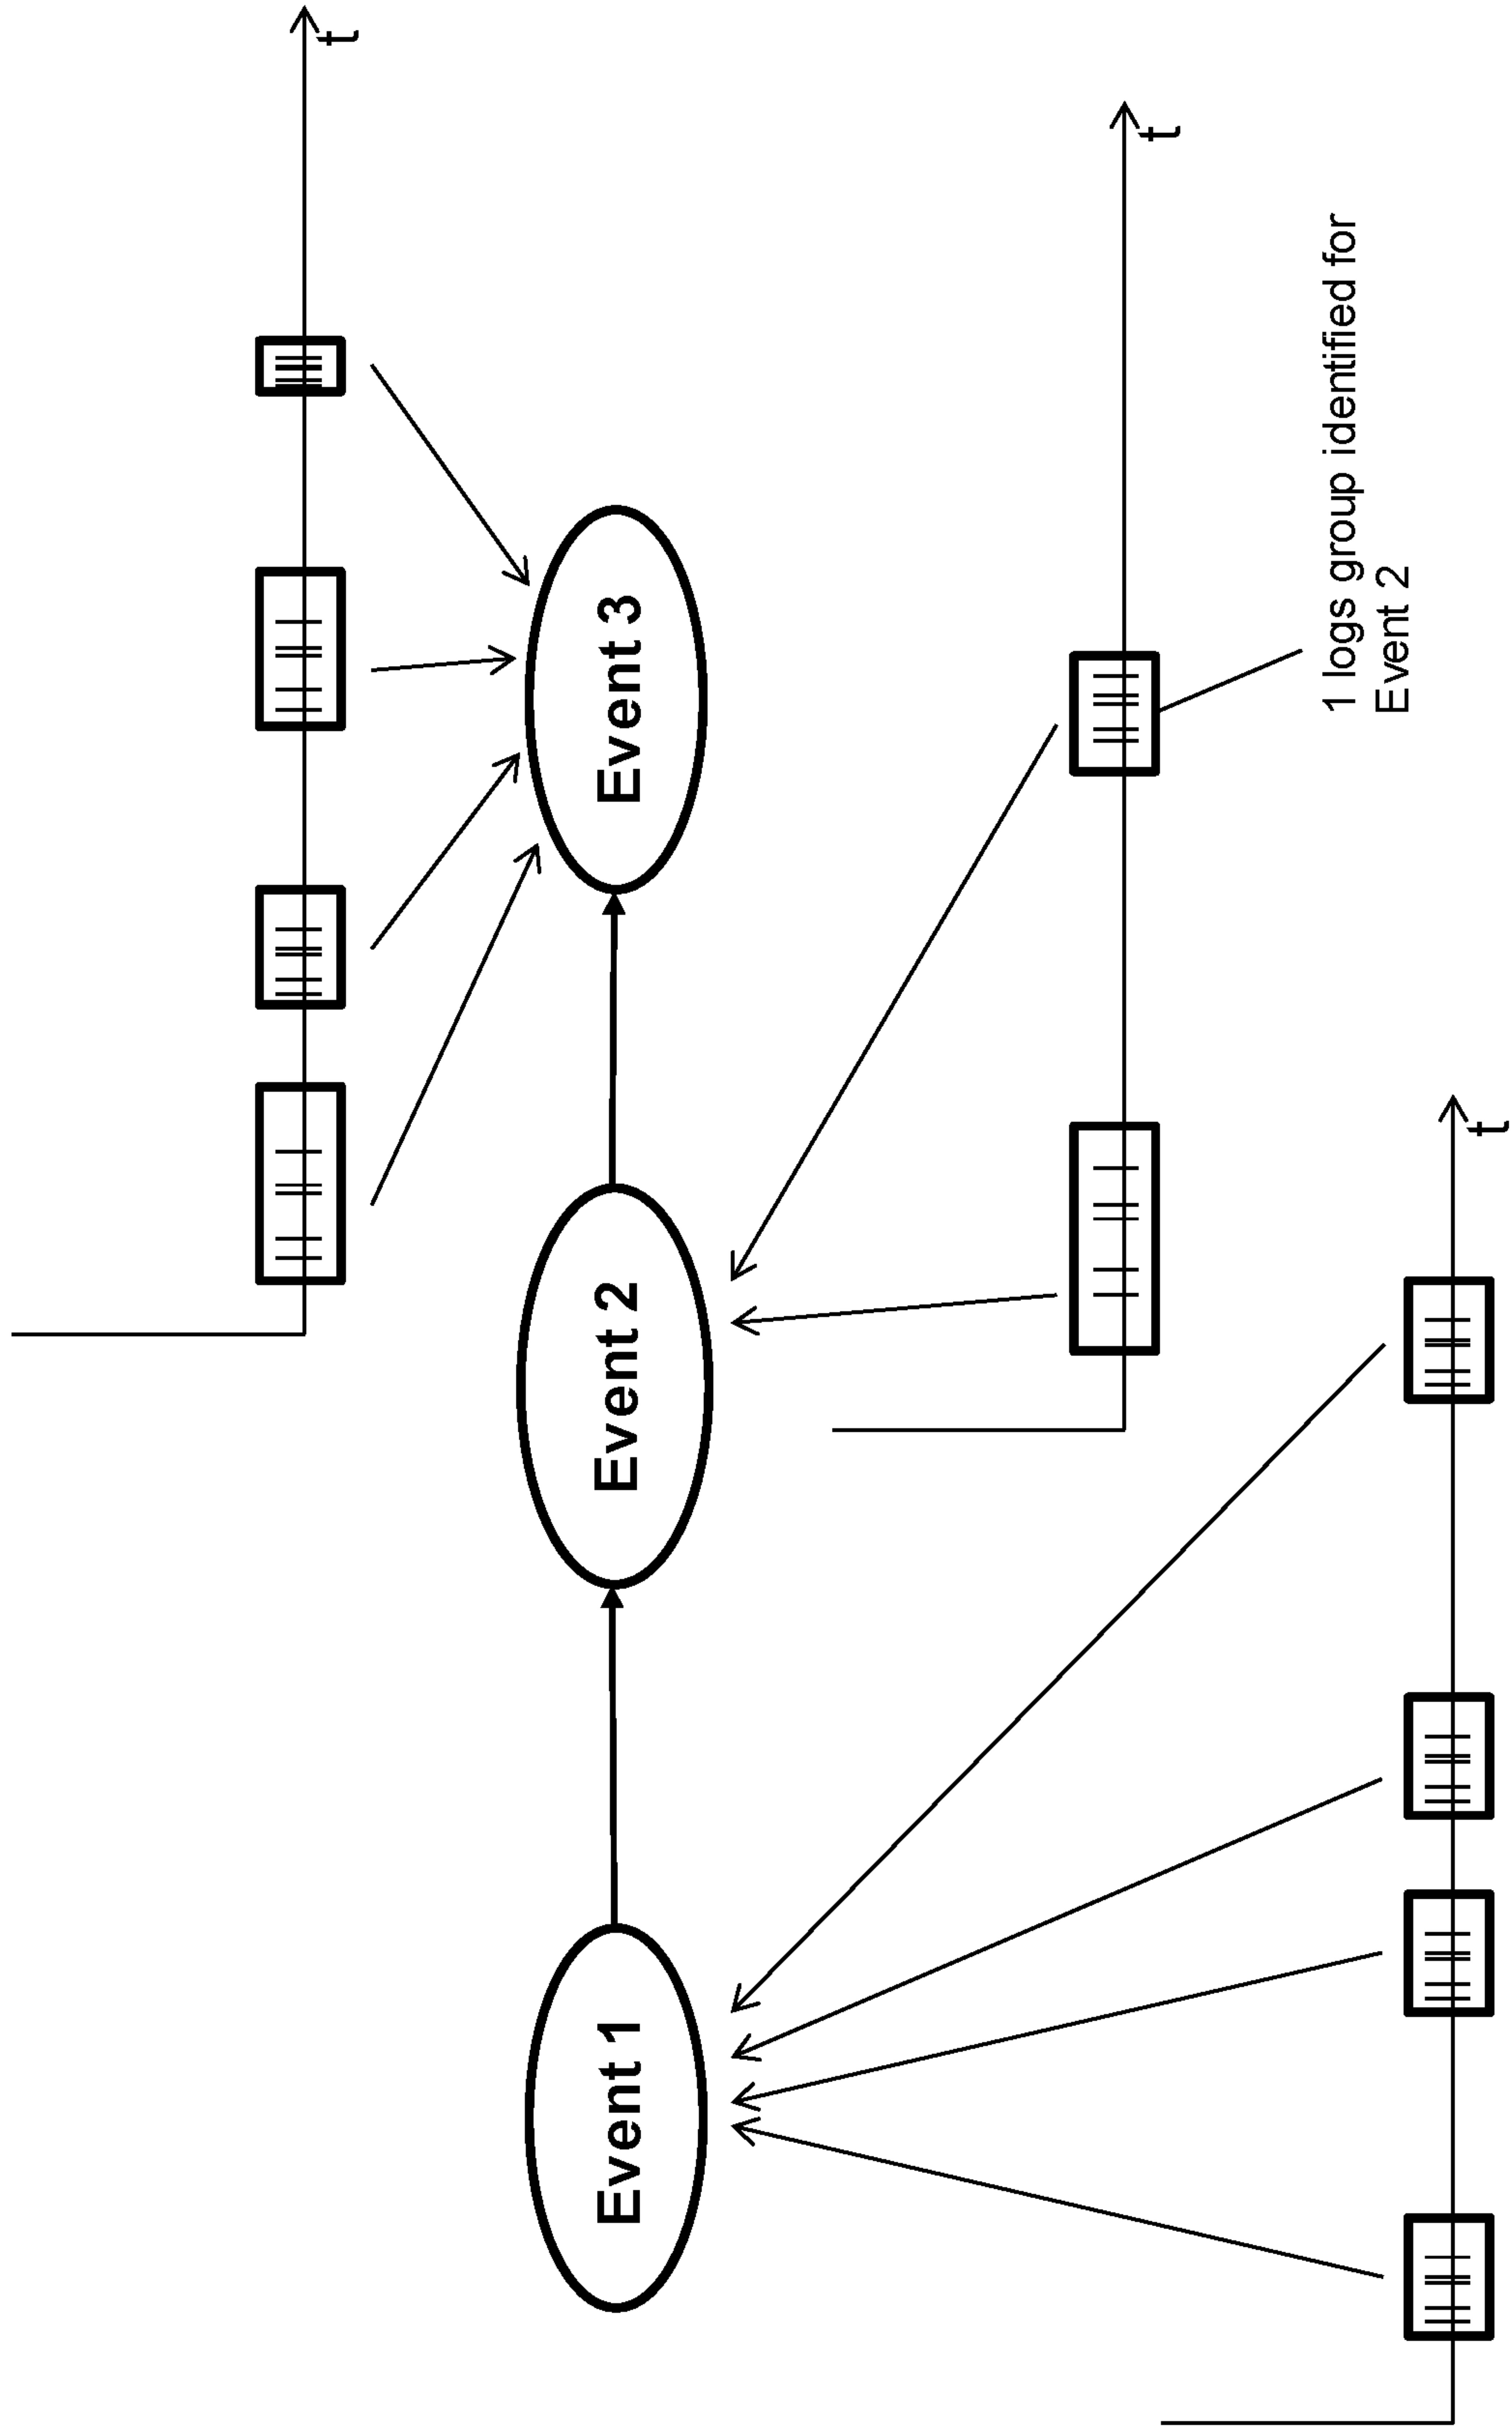 t
Event 1
Event 2
Event 3
t
1 logs group identified for
Event 2
t